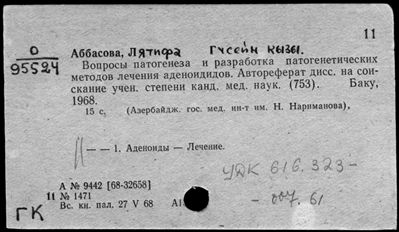 11
О
95524
Аббасова, Лятифа Гусейн кызы.
Вопросы патогенеза и разработка патогенетических
методов лечения аденоидидов. Автореферат дисс. на сои-
скание учен. степени канд. мед. наук. (753). Баку,
1968.
15 с. (Азербайдж. гос. мед. ин-т им. Н. Нариманова),
— — 1. Аденоиды — Лечение.
УДК 616.323-
-007.61
А № 9442 [68-32658]
11 № 1471
Вс. кн. пал. 27 V 68
ГК